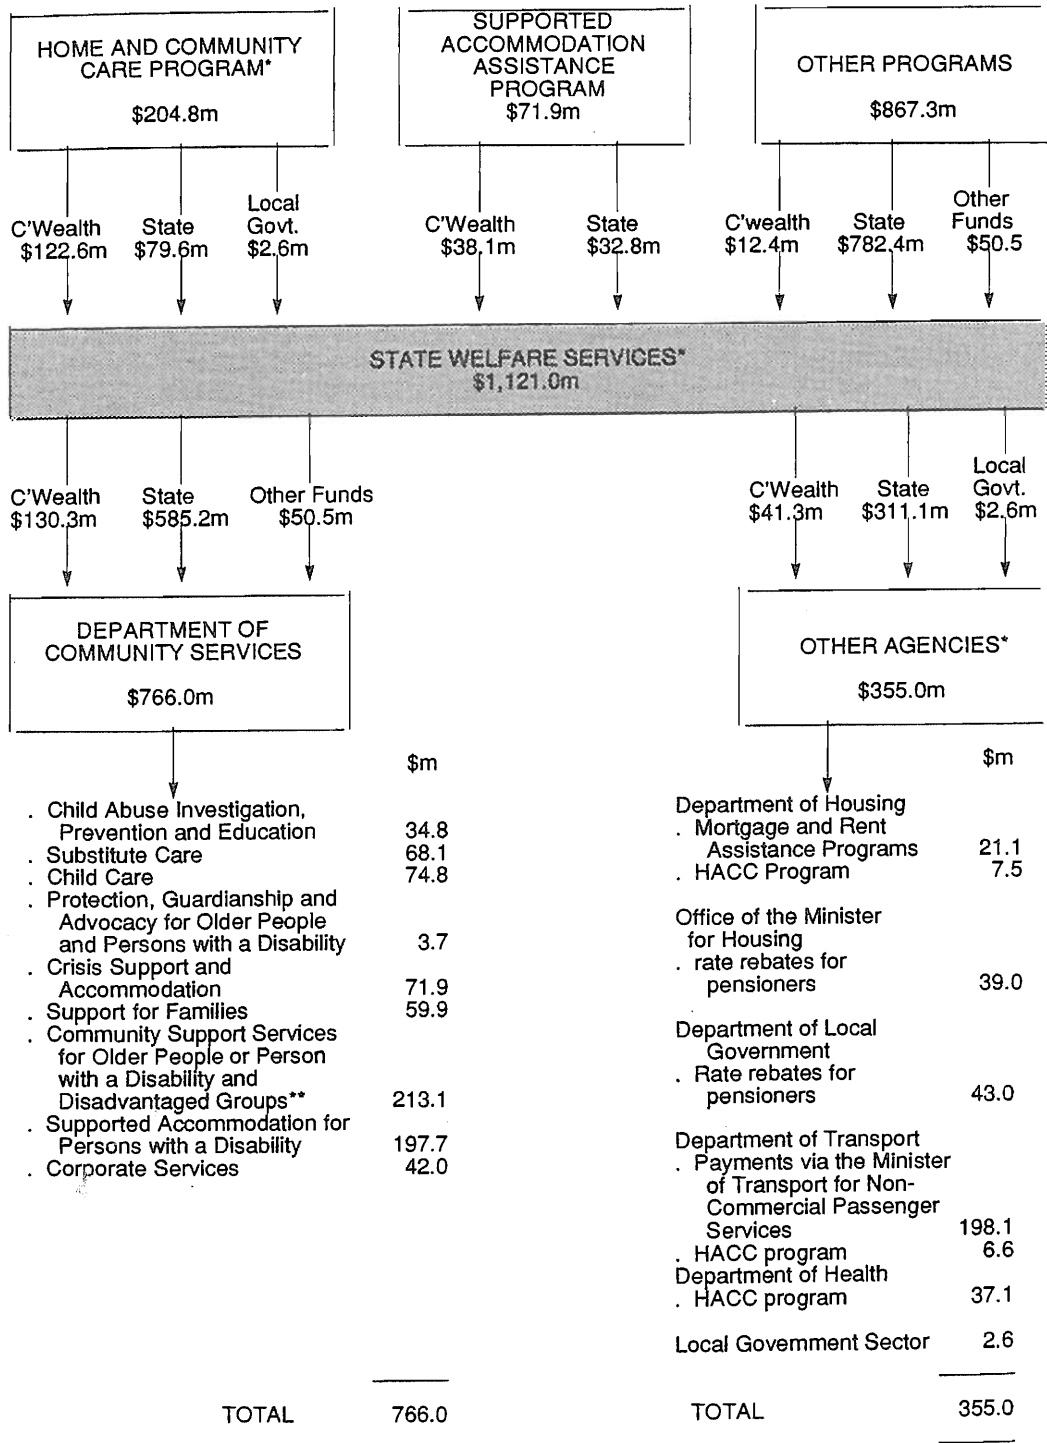 HOME AND COMMUNITY
CARE PROGRAM*
$204.8m
SUPPORTED
ACCOMMODATION
ASSISTANCE
PROGRAM
$71.9m
OTHER PROGRAMS
$867.3m
C'Wealth
$122.6m
State
$79.6m
Local
Govt.
$2.6m
C'Wealth
$38.1m
State
$32.8m
C'wealth
$12.4m
State
$782.4m
Other
Funds
$50.5
STATE WELFARE SERVICES*
$1,121.0m
C'Wealth
$130.3m
State
$585.2m
Other Funds
$50.5m
C'Wealth
$41.3m
State
$311.1m
Local
Govt.
$2.6m
DEPARTMENT OF
COMMUNITY SERVICES
$766.0m
OTHER AGENCIES*
$355.0m
$m
. Child Abuse Investigation,
Prevention and Education 34.8
. Substitute Care 68.1
. Child Care 74.8
. Protection, Guardianship and
Advocacy for Older People
and Persons with a Disability 3.7
. Crisis Support and
Accommodation 71.9
. Support for Families 59.9
. Community Support Services
for Older People or Person
with a Disability and
Disadvantaged Groups** 213.1
. Supported Accommodation for
Persons with a Disability 197.7
. Corporate Services 42.0
TOTAL 766.0
$m
Department of Housing
. Mortgage and Rent
Assistance Programs 21.1
. HACC Program 7.5
Office of the Minister
for Housing
. rate rebates for
pensioners 39.0
Department of Local
Government
. Rate rebates for
pensioners 43.0
Department of Transport
. Payments via the Minister
of Transport for Non-
Commercial Passenger
Services 198.1
. HACC program 6.6
Department of Health
. HACC program 37.1
Local Government Sector 2.6
TOTAL 355.0